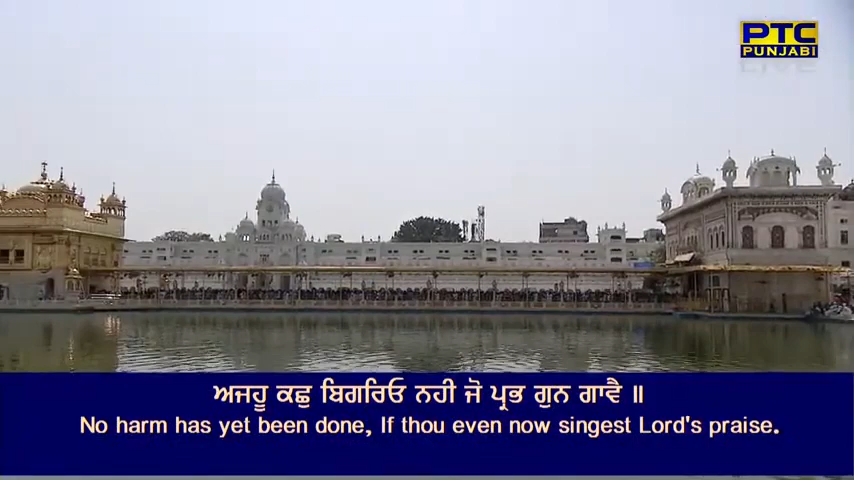 PTC
PUNJABI
LIVE
ਅਜਹੂ ਕਛੁ ਬਿਗਰਿਓ ਨਹੀ ਜੋ ਪ੍ਰਭ ਗੁਨ ਗਾਵੈ ॥
No harm has yet been done, If thou even now singest Lord's praise.